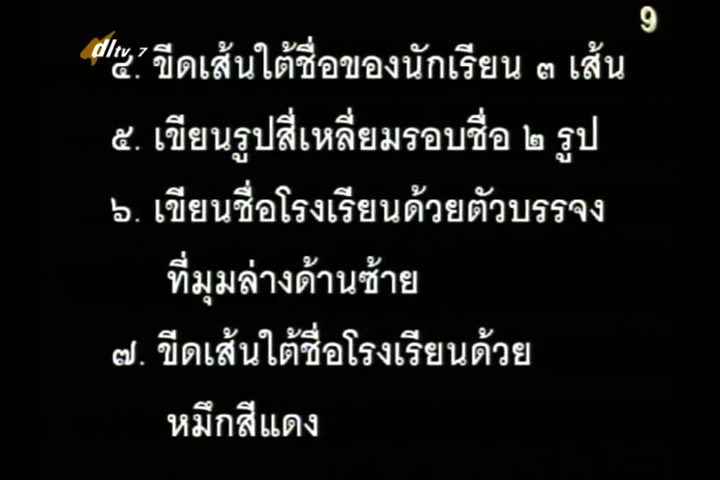 9
dltv 7
๔. ขีดเส้นใต้ชื่อของนักเรียน ๓ เส้น
๕. เขียนรูปสี่เหลี่ยมรอบชื่อ ๒ รูป
๖. เขียนชื่อโรงเรียนด้วยตัวบรรจง
ที่มุมล่างด้านซ้าย
๗. ขีดเส้นใต้ชื่อโรงเรียนด้วย
หมึกสีแดง